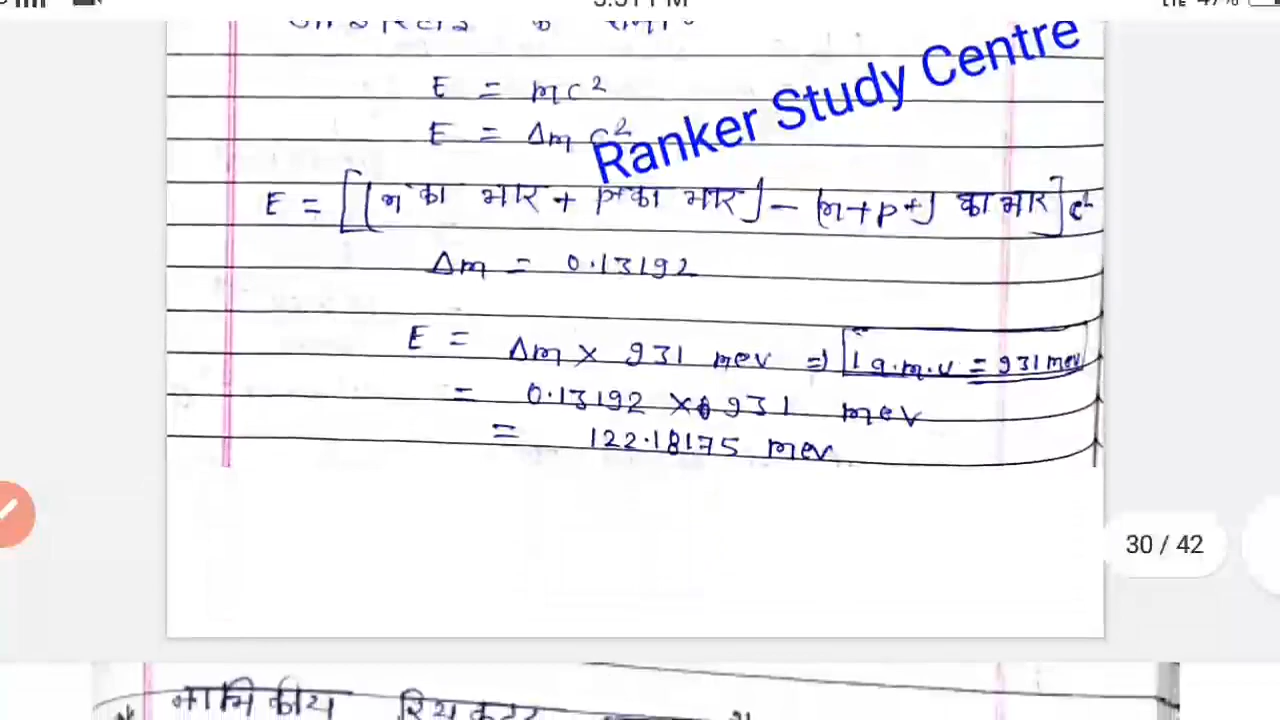 E = mc²
E = Δm c²
Ranker Study Centre
E = [[n का भार + p+का भार] - (n+p+) का भार] c²
Δm = 0.13192
E = Δm × 931 mev ⇒ 1 a.m.u = 931 mev
= 0.13192 × 931 mev
= 122.18175 mev
30 / 42
नाभिकीय